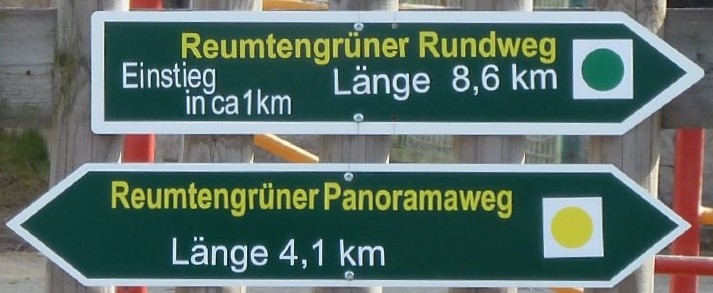 Reumtengrüner Rundweg
Einstieg in ca 1km
Länge 8,6 km
Reumtengrüner Panoramaweg
Länge 4,1 km